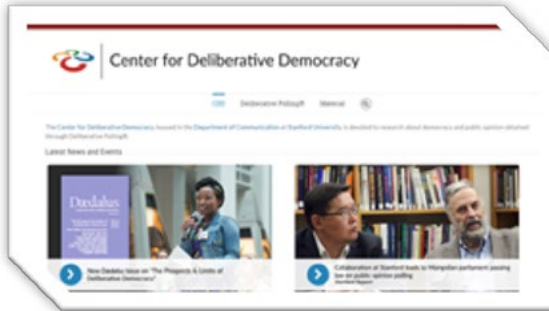 Center for Deliberative Democracy
CDD Deliberative Polling® Material
The Center for Deliberative Democracy, housed in the Department of Communication at Stanford University, is devoted to research about democracy and public opinion obtained
through Deliberative Polling®.
Latest News and Events
Dædalus
New Dædalus issue on "The Prospects & Limits of
Deliberative Democracy"
Collaboration at Stanford leads to Mongolian parliament passing
law on public opinion polling
Stanford Report